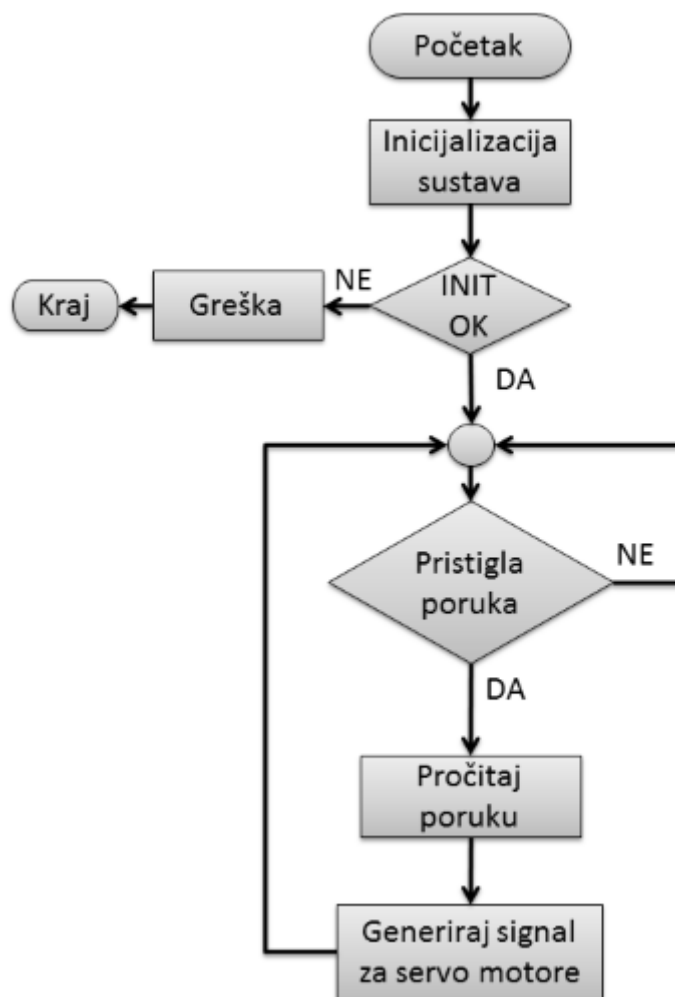 Početak
Inicijalizacija
sustava
INIT
OK
NE
Greška
Kraj
DA
Pristigla
poruka
NE
DA
Pročitaj
poruku
Generiraj signal
za servo motore